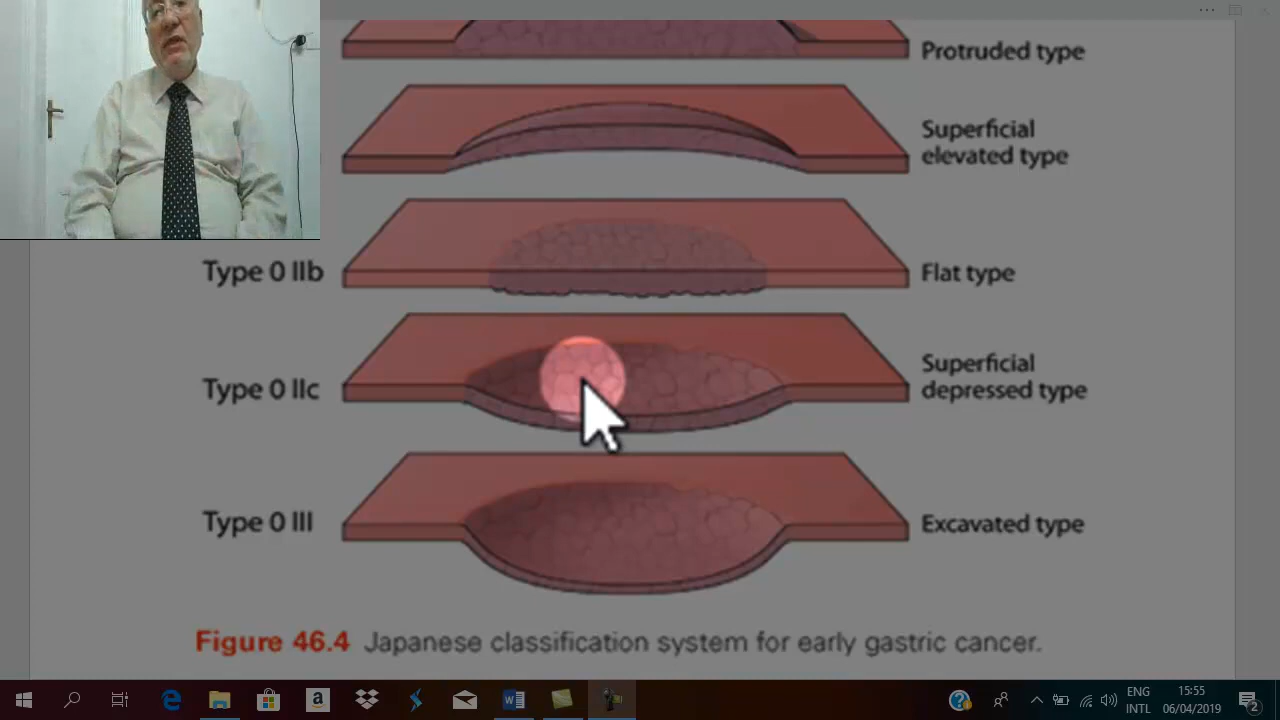 Protruded type
Superficial
elevated type
Type 0 IIb
Flat type
Type 0 IIc
Superficial
depressed type
Type 0 III
Excavated type
Figure 46.4 Japanese classification system for early gastric cancer.
ENG
INTL
15:55
06/04/2019
2